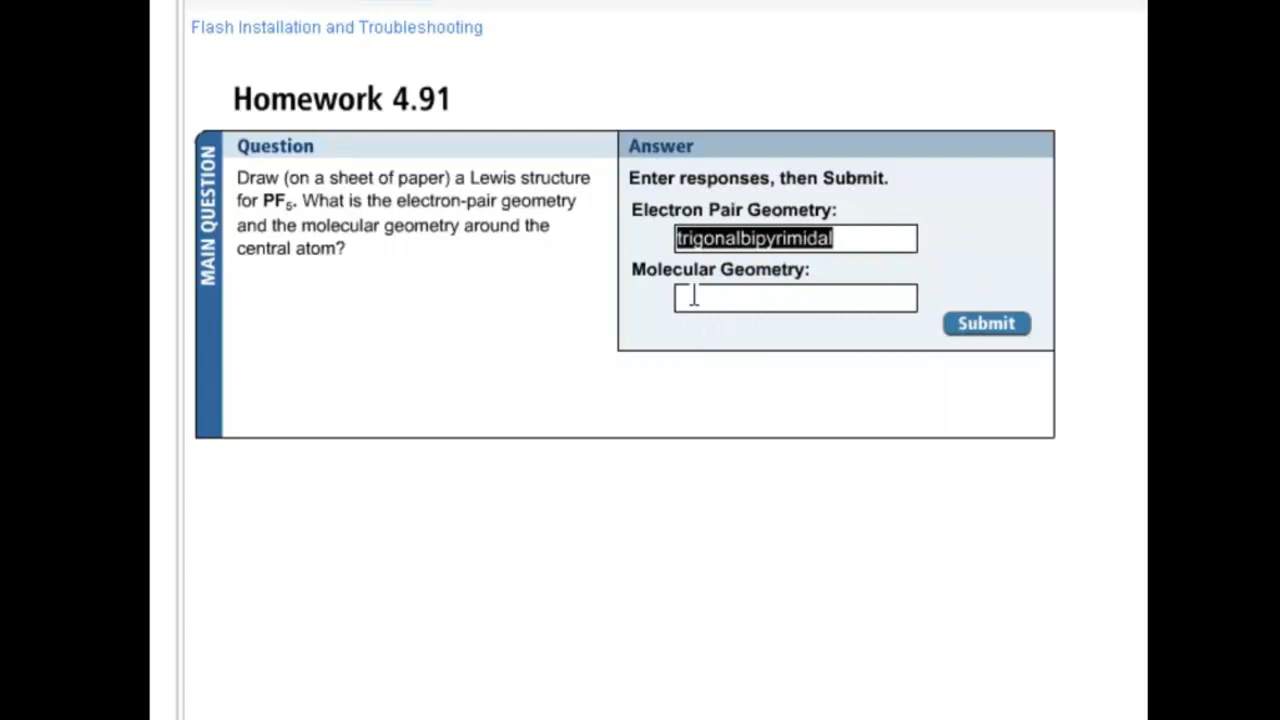 Flash Installation and Troubleshooting
Homework 4.91
MAIN QUESTION
Question
Draw (on a sheet of paper) a Lewis structure
for PF₅. What is the electron-pair geometry
and the molecular geometry around the
central atom?
Answer
Enter responses, then Submit.
Electron Pair Geometry:
trigonalbipyrimidal
Molecular Geometry:
Submit